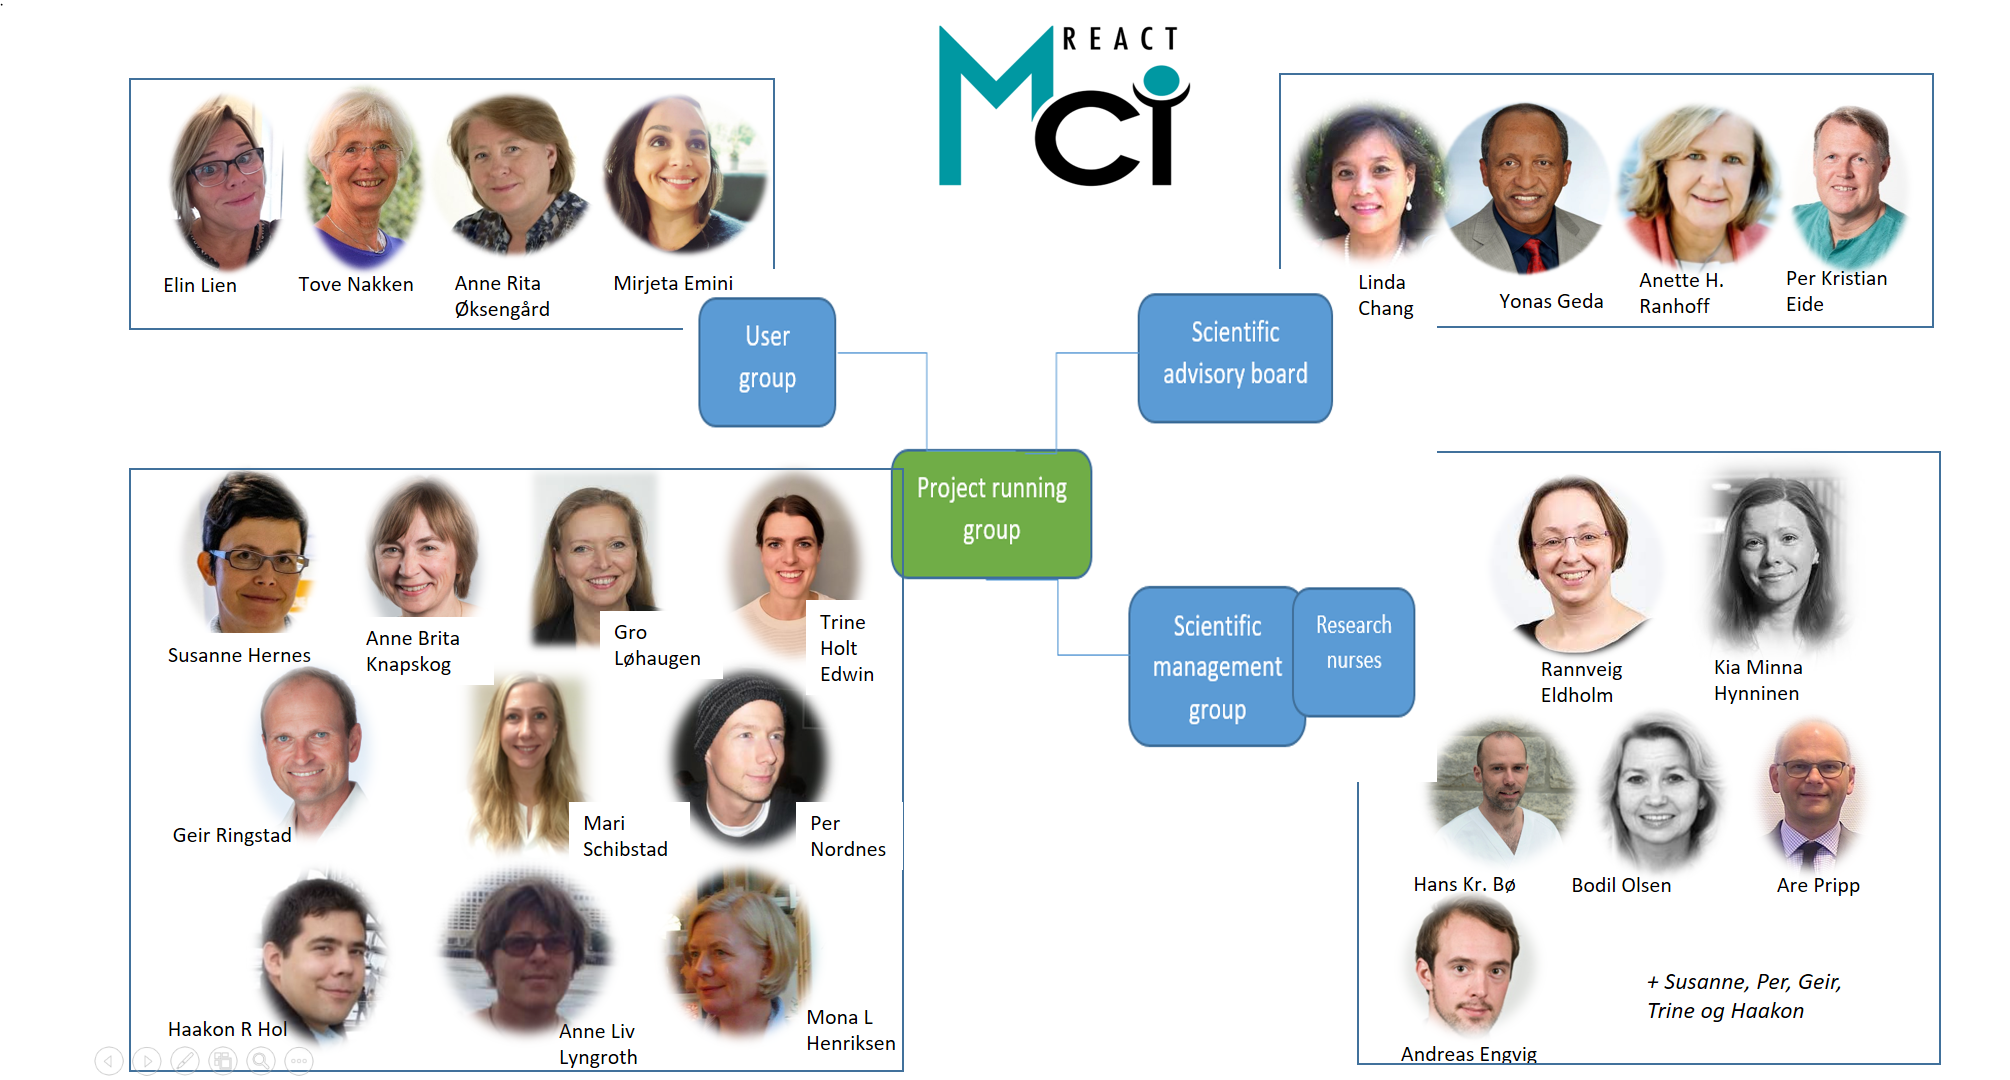 REACT
MCi
Elin Lien
Tove Nakken
Anne Rita
Øksengård
Mirjeta Emini
Linda
Chang
Yonas Geda
Anette H.
Ranhoff
Per Kristian
Eide
User
group
Scientific
advisory board
Project running
group
Scientific
management
group
Research
nurses
Susanne Hernes
Anne Brita
Knapskog
Gro
Løhaugen
Trine
Holt
Edwin
Geir Ringstad
Mari
Schibstad
Per
Nordnes
Haakon R Hol
Anne Liv
Lyngroth
Mona L
Henriksen
Rannveig
Eldholm
Kia Minna
Hynninen
Hans Kr. Bø
Bodil Olsen
Are Pripp
Andreas Engvig
+ Susanne, Per, Geir,
Trine og Haakon